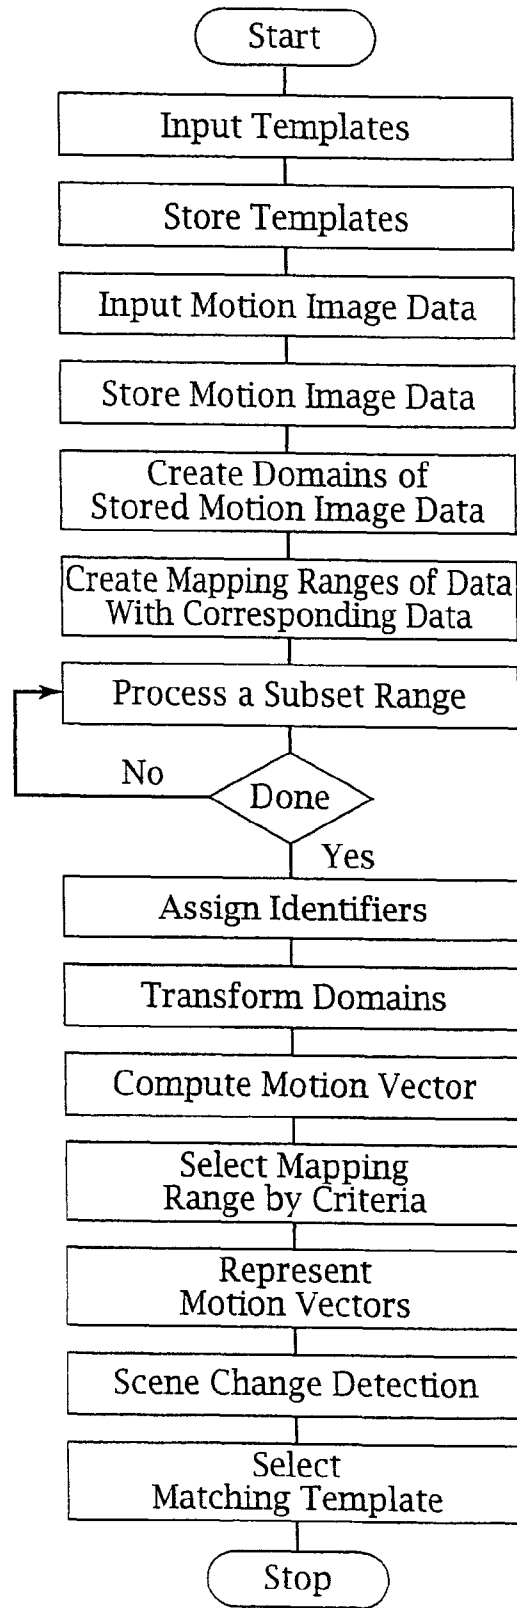 Start
Input Templates
Store Templates
Input Motion Image Data
Store Motion Image Data
Create Domains of
Stored Motion Image Data
Create Mapping Ranges of Data
With Corresponding Data
Process a Subset Range
No
Done
Yes
Assign Identifiers
Transform Domains
Compute Motion Vector
Select Mapping
Range by Criteria
Represent
Motion Vectors
Scene Change Detection
Select
Matching Template
Stop